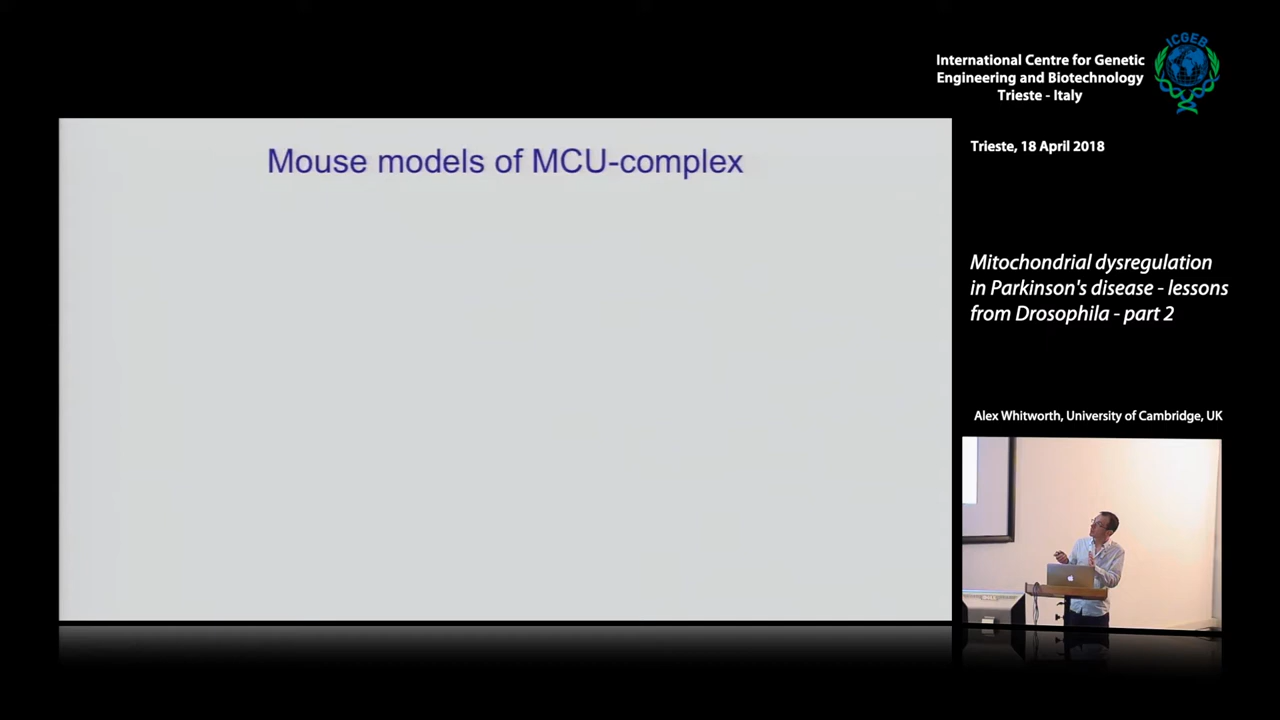 Mouse models of MCU-complex
International Centre for Genetic
Engineering and Biotechnology
Trieste - Italy
ICGEB
Trieste, 18 April 2018
Mitochondrial dysregulation
in Parkinson's disease - lessons
from Drosophila - part 2
Alex Whitworth, University of Cambridge, UK